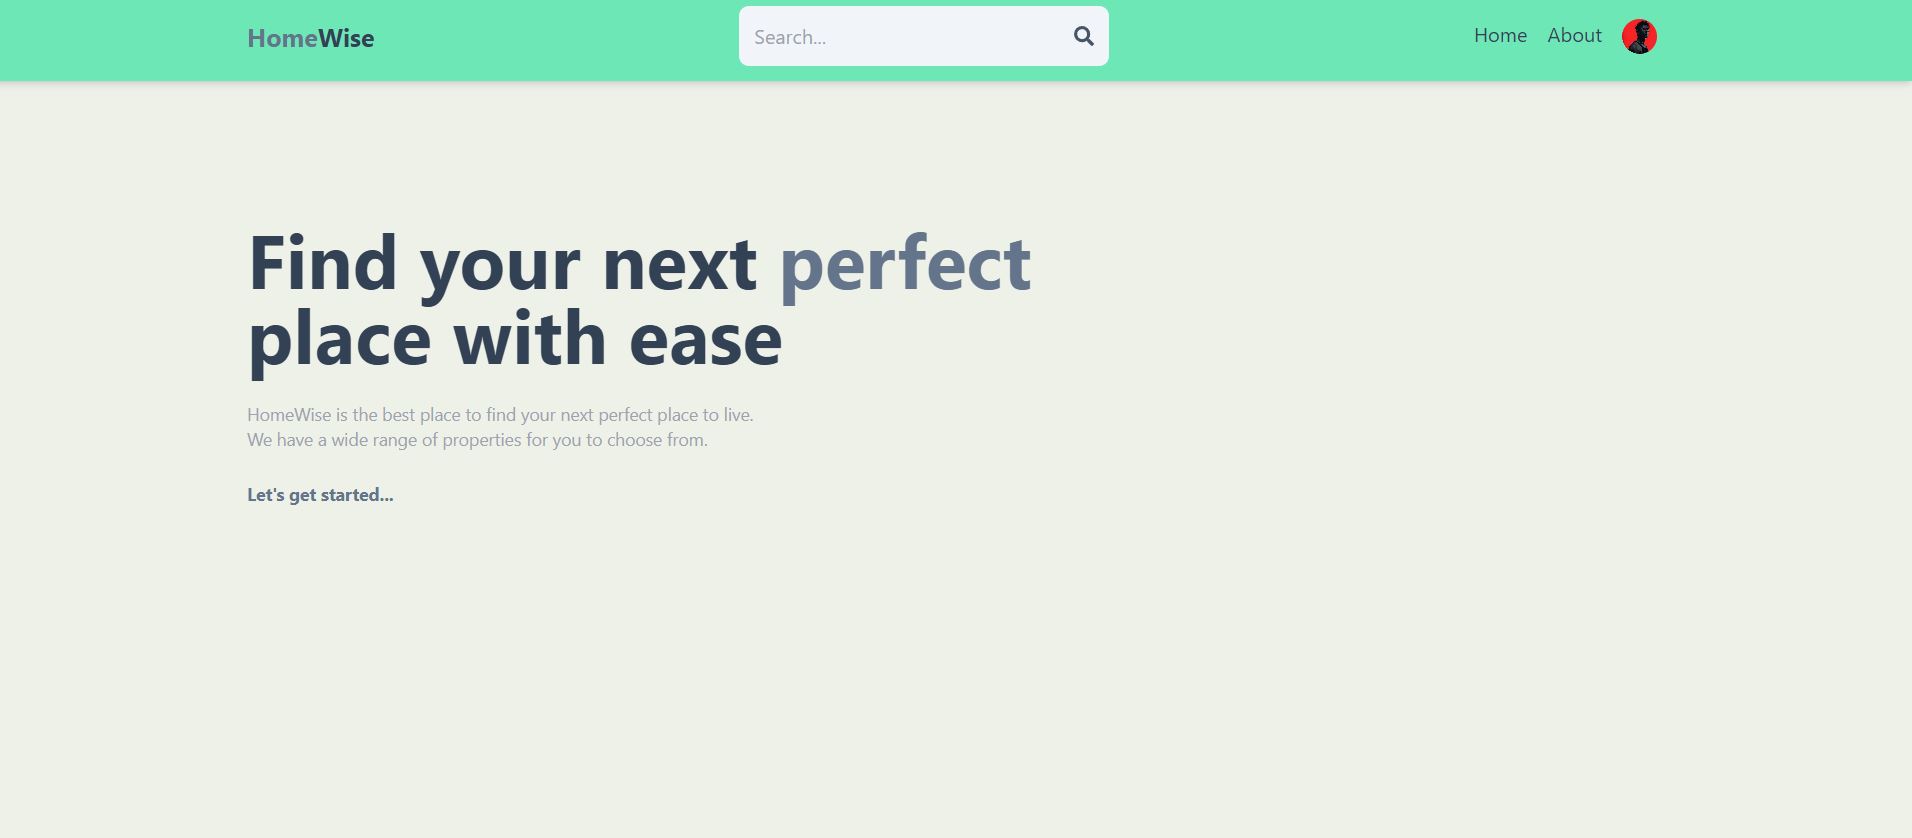 HomeWise
Search...
Home
About
Find your next perfect
place with ease
HomeWise is the best place to find your next perfect place to live.
We have a wide range of properties for you to choose from.
Let's get started...